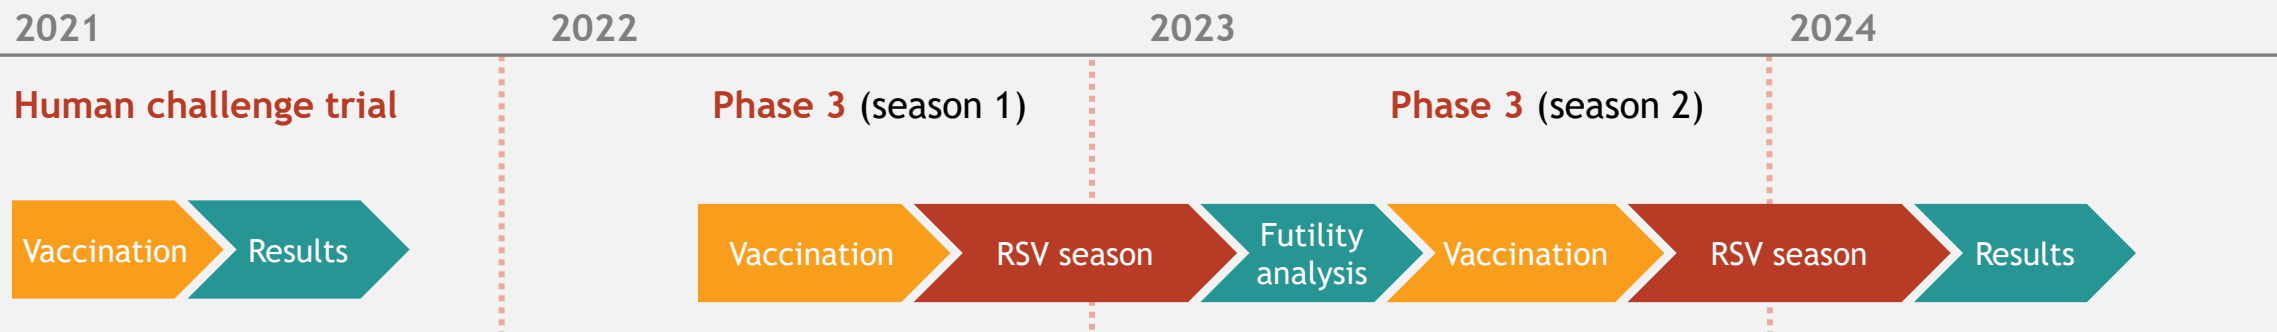 2021 2022 2023 2024
Human challenge trial Phase 3 (season 1) Phase 3 (season 2)
Vaccination Results Vaccination RSV season Futility
analysis Vaccination RSV season Results